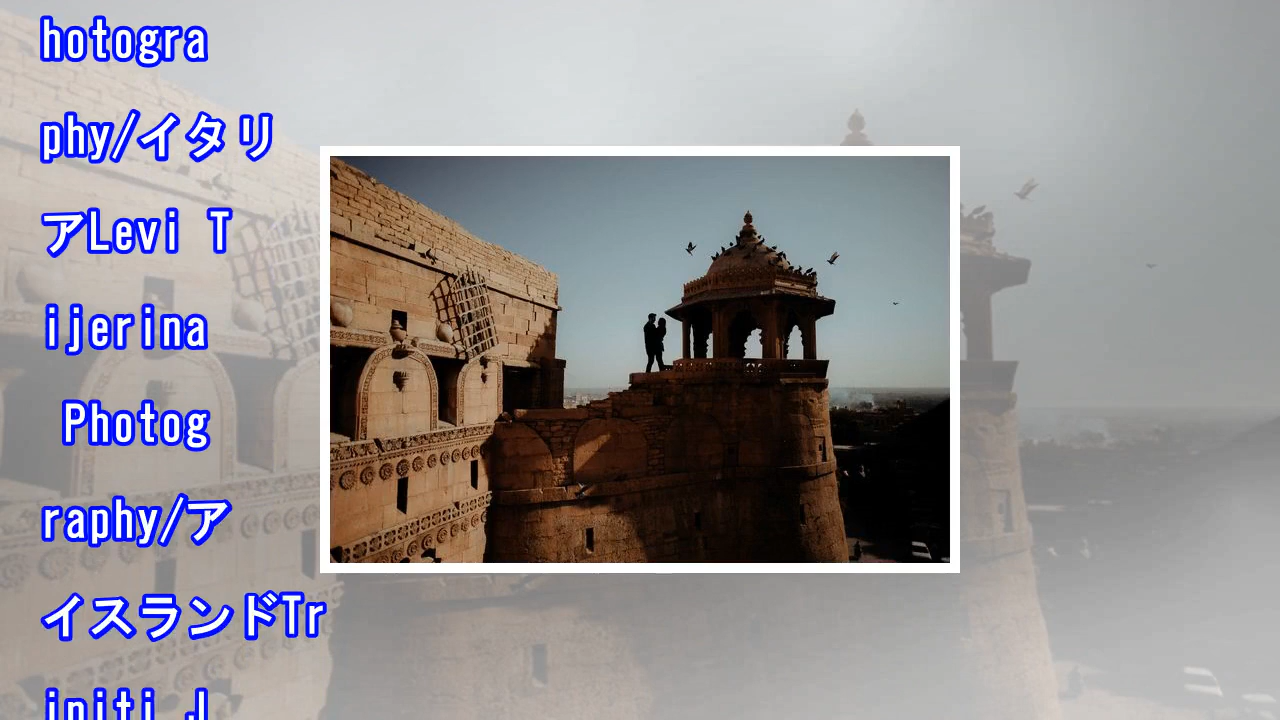 hotogra
phy/イタリ
アLevi T
ijerina
Photog
raphy/ア
イスランドTr
initi J